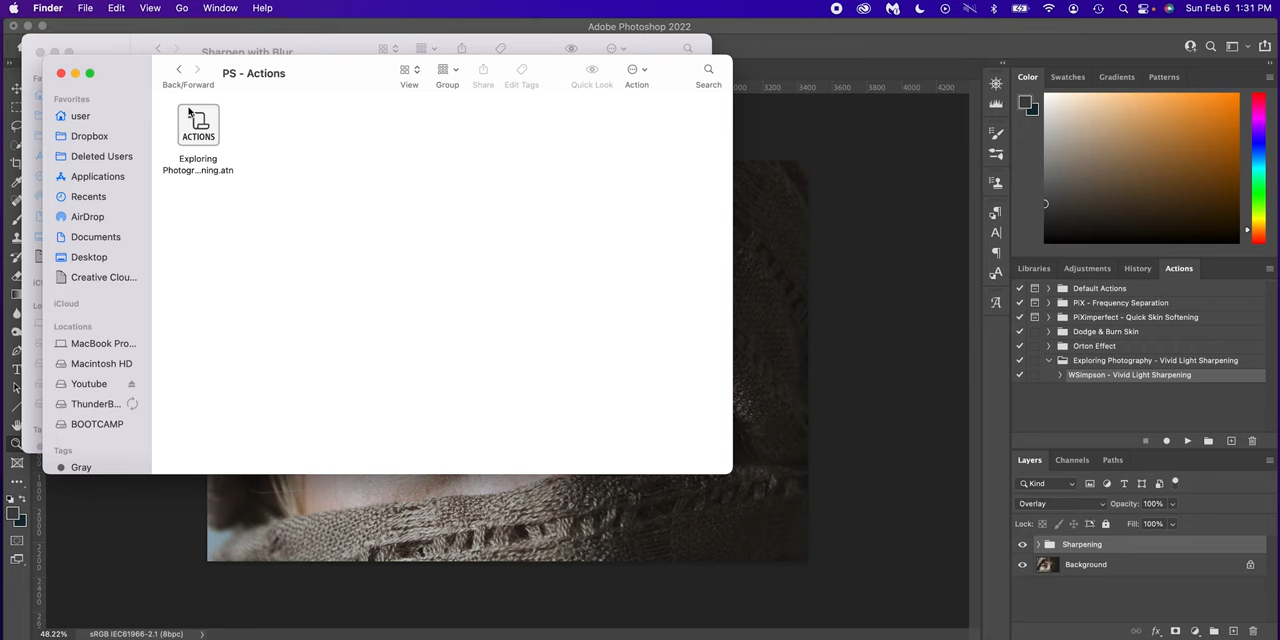 Finder File Edit View Go Window Help Sun Feb 6 1:31 PM
Adobe Photoshop 2022
Sharpen with Blur
PS - Actions
Back/Forward View Group Share Edit Tags Quick Look Action Search
Favorites
user
Dropbox
Deleted Users
Applications
Recents
AirDrop
Documents
Desktop
Creative Clou...
iCloud
Locations
MacBook Pro...
Macintosh HD
Youtube
ThunderB...
BOOTCAMP
Tags
Gray
ACTIONS
Exploring
Photogr...ning.atn
3200 3400 3600 3800 4000 4200
Color Swatches Gradients Patterns
Libraries Adjustments History Actions
Default Actions
PiX - Frequency Separation
PiXimperfect - Quick Skin Softening
Dodge & Burn Skin
Orton Effect
Exploring Photography - Vivid Light Sharpening
WSimpson - Vivid Light Sharpening
Layers Channels Paths
Kind
Overlay Opacity: 100%
Lock: Fill: 100%
Sharpening
Background
48.22% sRGB IEC61966-2.1 (8bpc)